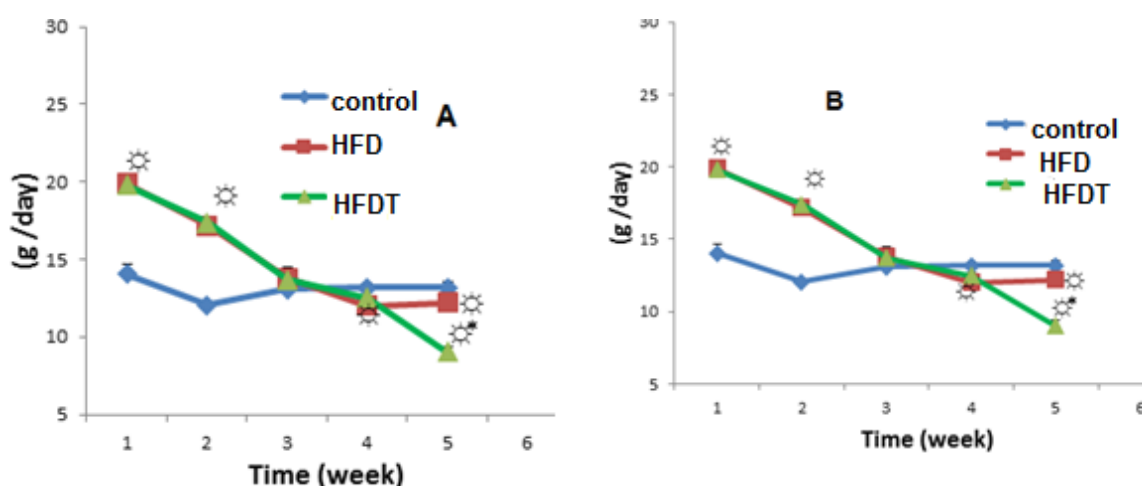 30
25
20
15
10
5
(g /day)
control
HFD
HFDT
A
*
1 2 3 4 5 6
Time (week)
30
25
20
15
10
5
(g /day)
B
control
HFD
HFDT
*
1 2 3 4 5 6
Time (week)